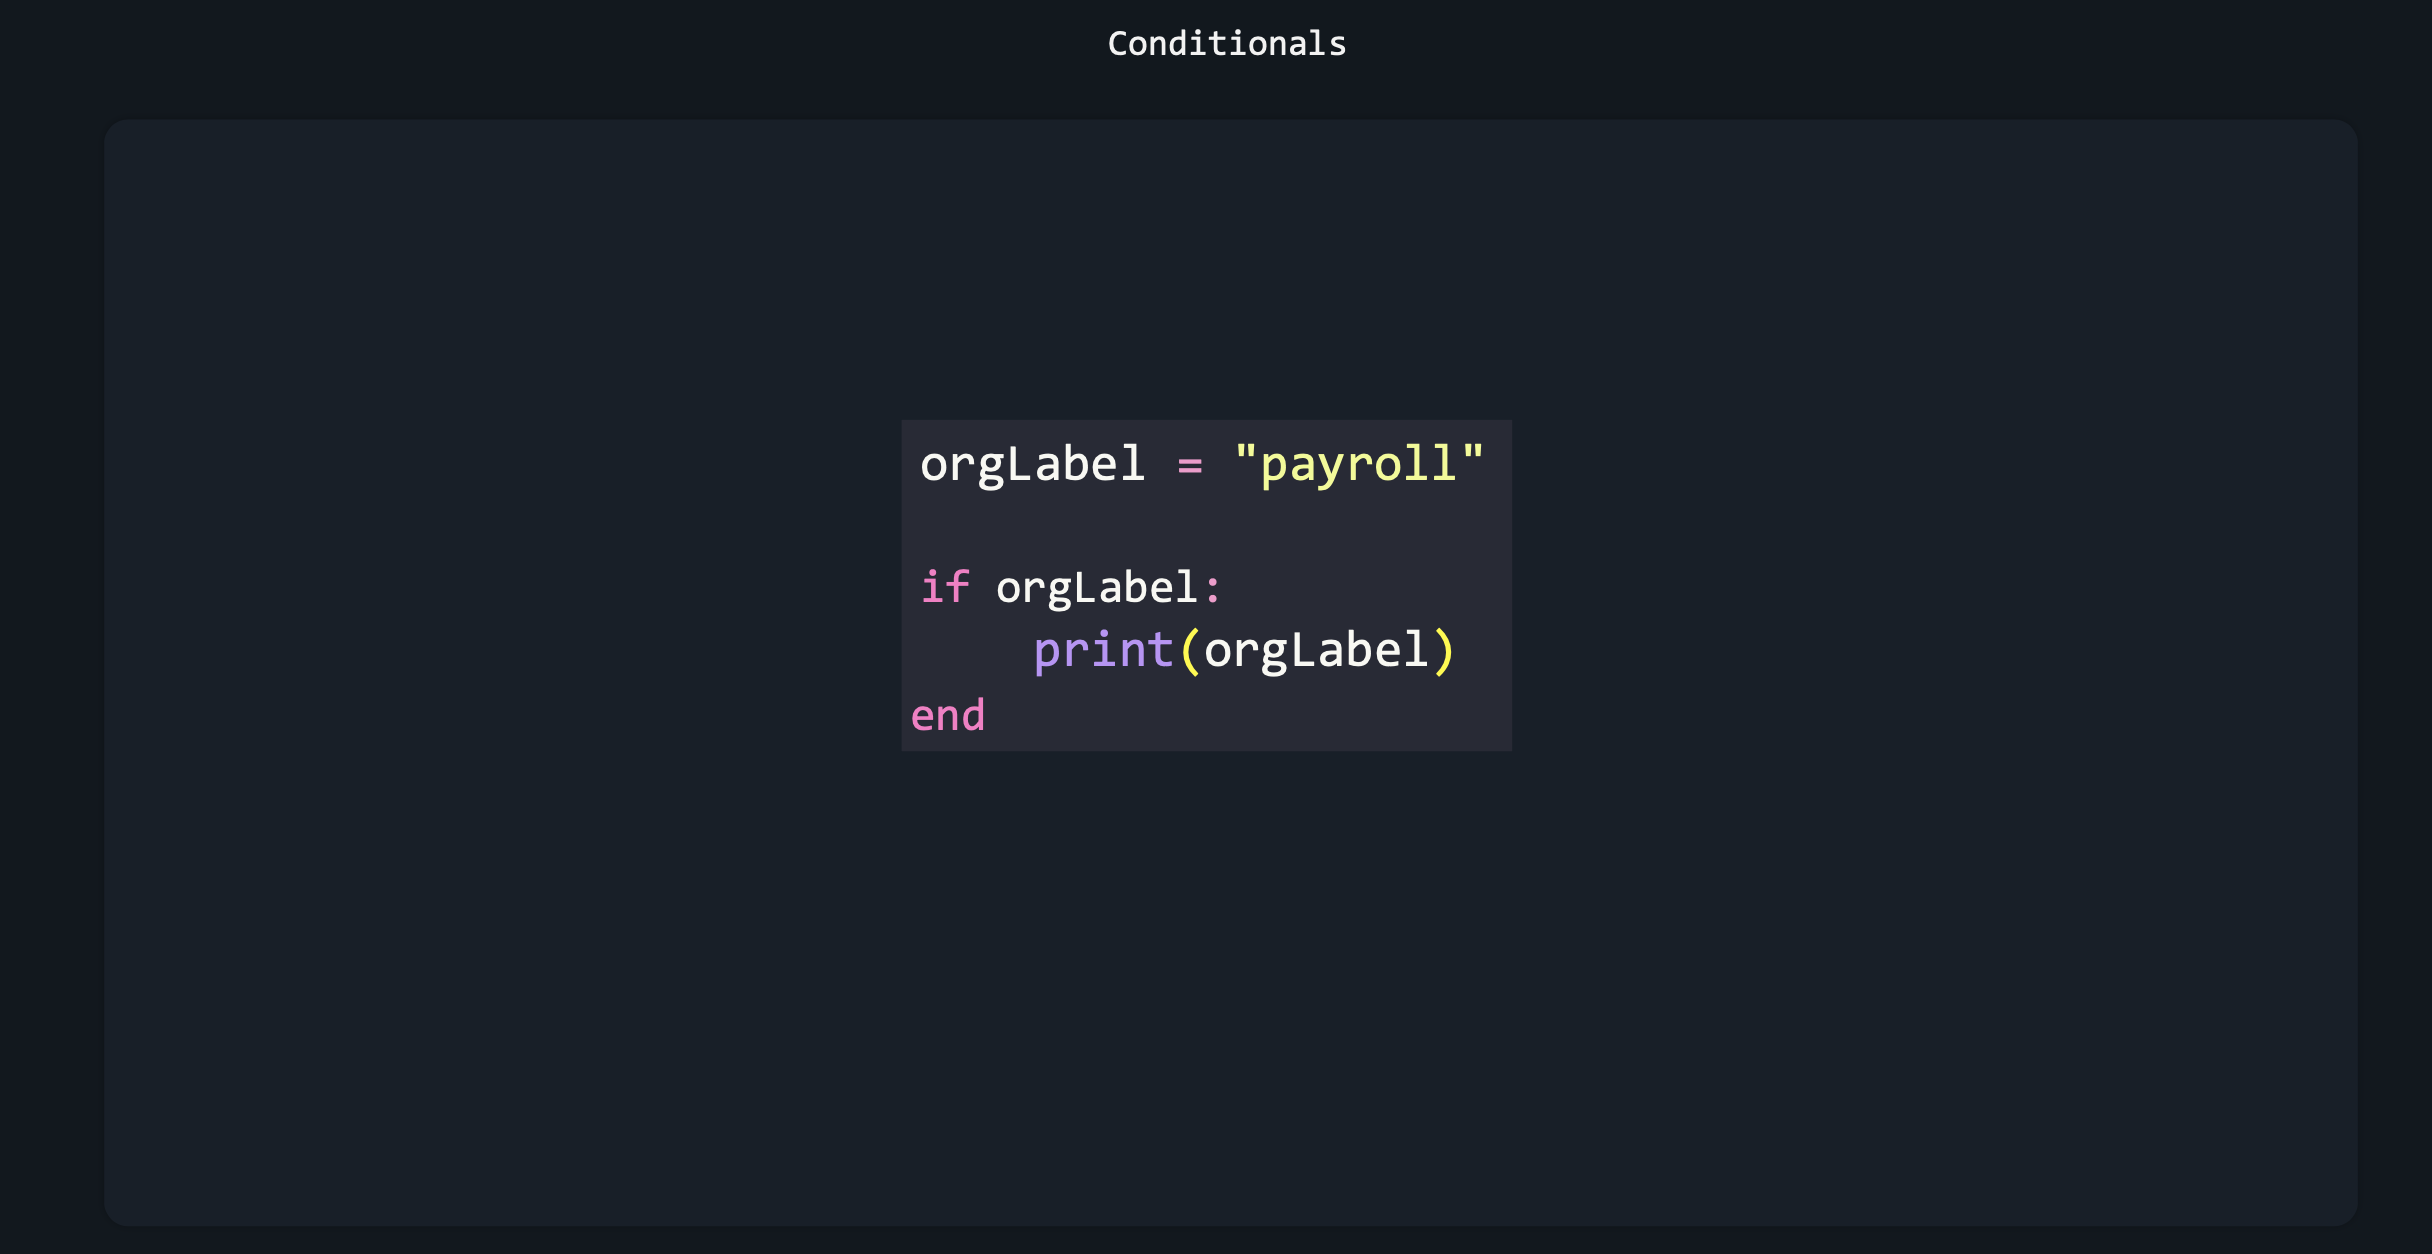 Conditionals
orgLabel = "payroll"
if orgLabel:
    print(orgLabel)
end